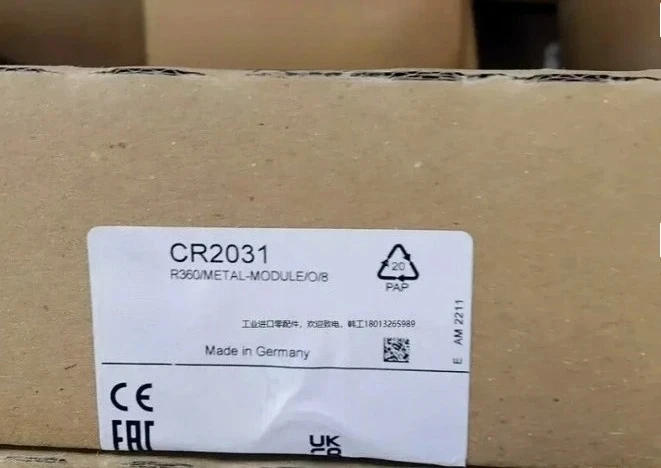 CR2031
R360/METAL-MODULE/O/8
20
PAP
工业进口零配件，欢迎致电，韩工18013265989
Made in Germany
E AM 2211
CE
EAC
UK
CA